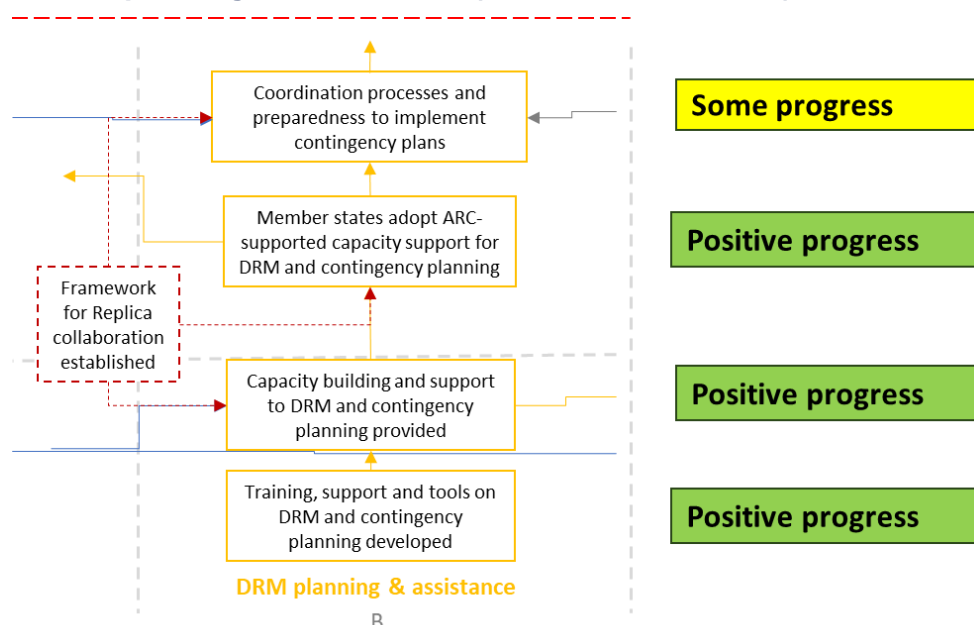 Coordination processes and
preparedness to implement
contingency plans
Some progress
Member states adopt ARC-
supported capacity support for
DRM and contingency planning
Positive progress
Framework
for Replica
collaboration
established
Capacity building and support
to DRM and contingency
planning provided
Positive progress
Training, support and tools on
DRM and contingency
planning developed
Positive progress
DRM planning & assistance